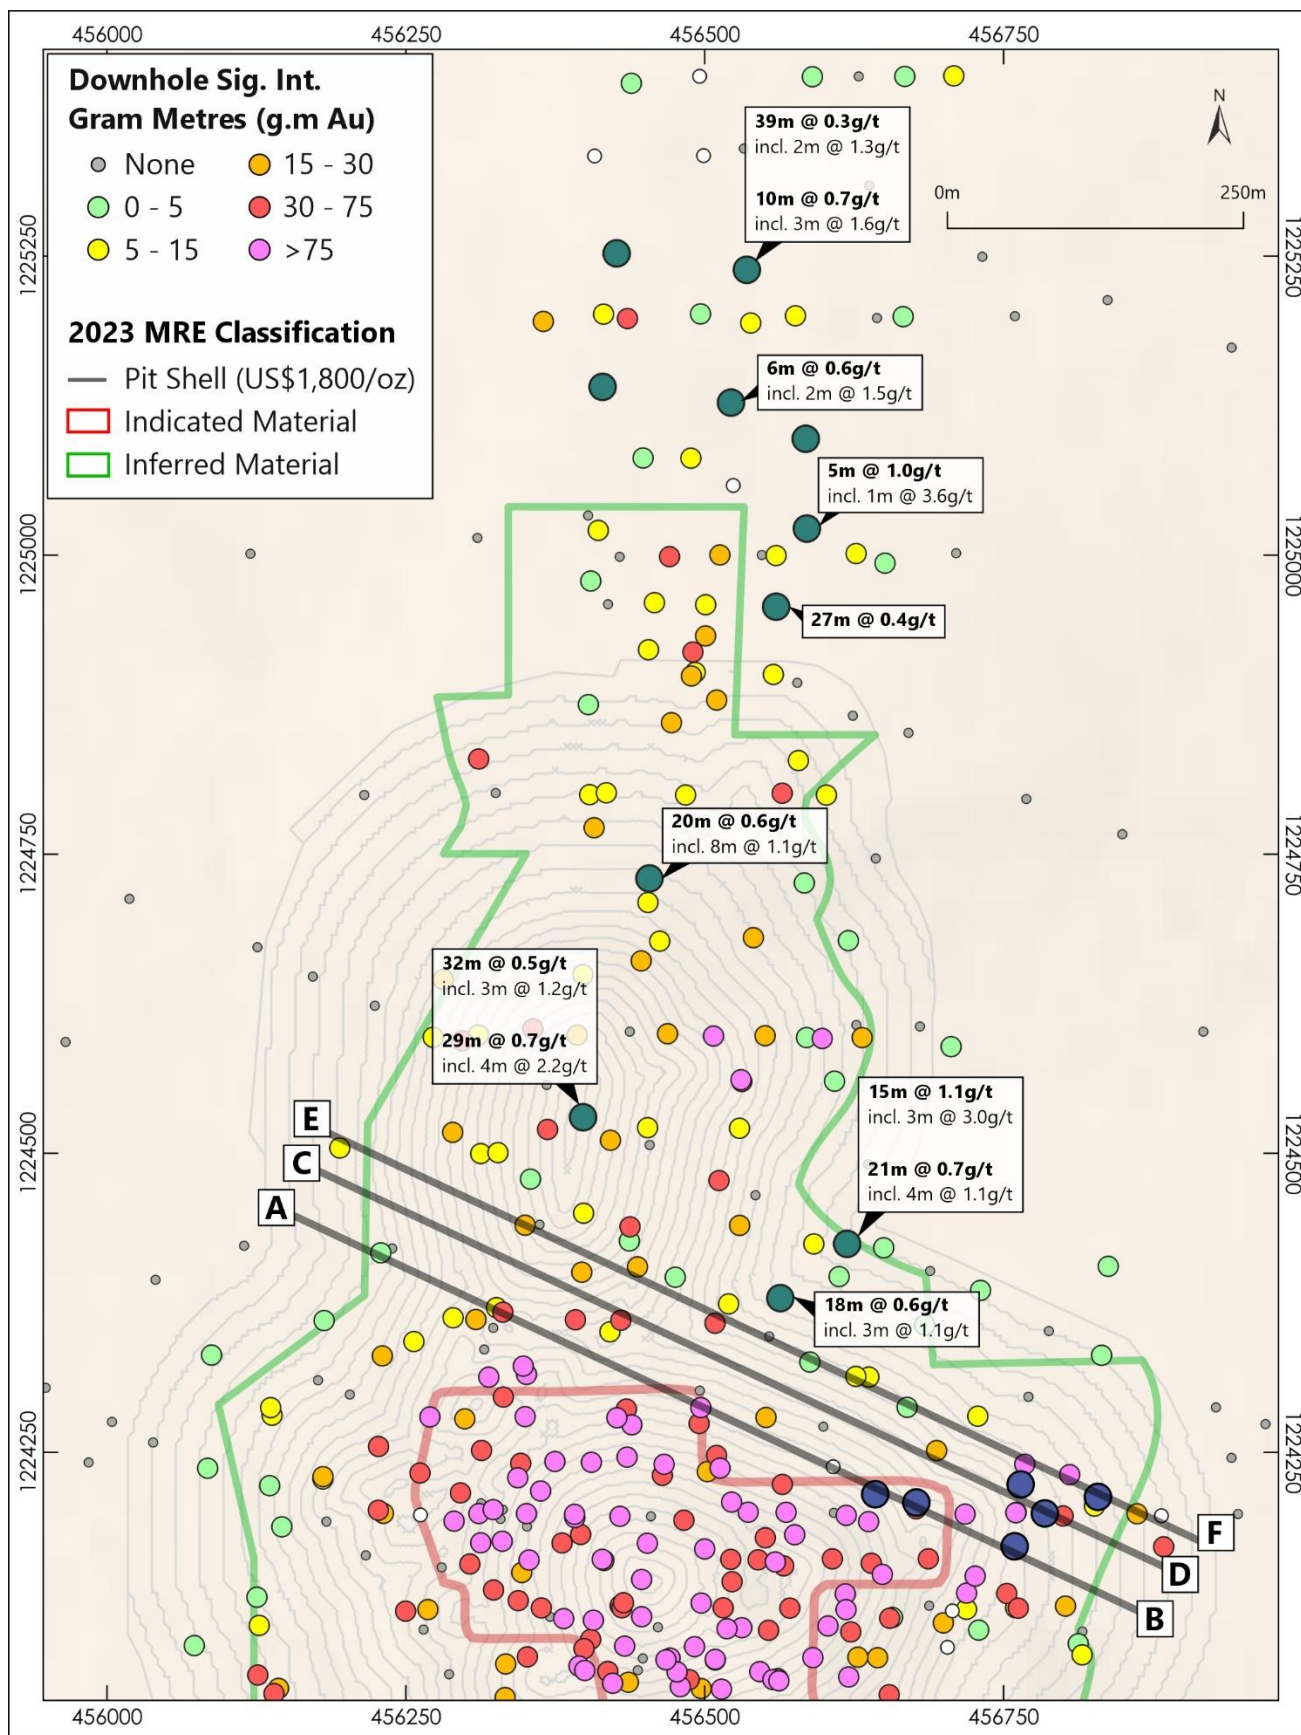 456000 456250 456500 456750
Downhole Sig. Int.
Gram Metres (g.m Au)
None
0 - 5
5 - 15
15 - 30
30 - 75
>75
2023 MRE Classification
Pit Shell (US$1,800/oz)
Indicated Material
Inferred Material
N
0m 250m
39m @ 0.3g/t
incl. 2m @ 1.3g/t
10m @ 0.7g/t
incl. 3m @ 1.6g/t
1225250 1225250
6m @ 0.6g/t
incl. 2m @ 1.5g/t
5m @ 1.0g/t
incl. 1m @ 3.6g/t
1225000 1225000
27m @ 0.4g/t
20m @ 0.6g/t
incl. 8m @ 1.1g/t
1224750 1224750
32m @ 0.5g/t
incl. 3m @ 1.2g/t
29m @ 0.7g/t
incl. 4m @ 2.2g/t
15m @ 1.1g/t
incl. 3m @ 3.0g/t
21m @ 0.7g/t
incl. 4m @ 1.1g/t
1224500 1224500
E
C
A
18m @ 0.6g/t
incl. 3m @ 1.1g/t
1224250 1224250
F
D
B
456000 456250 456500 456750